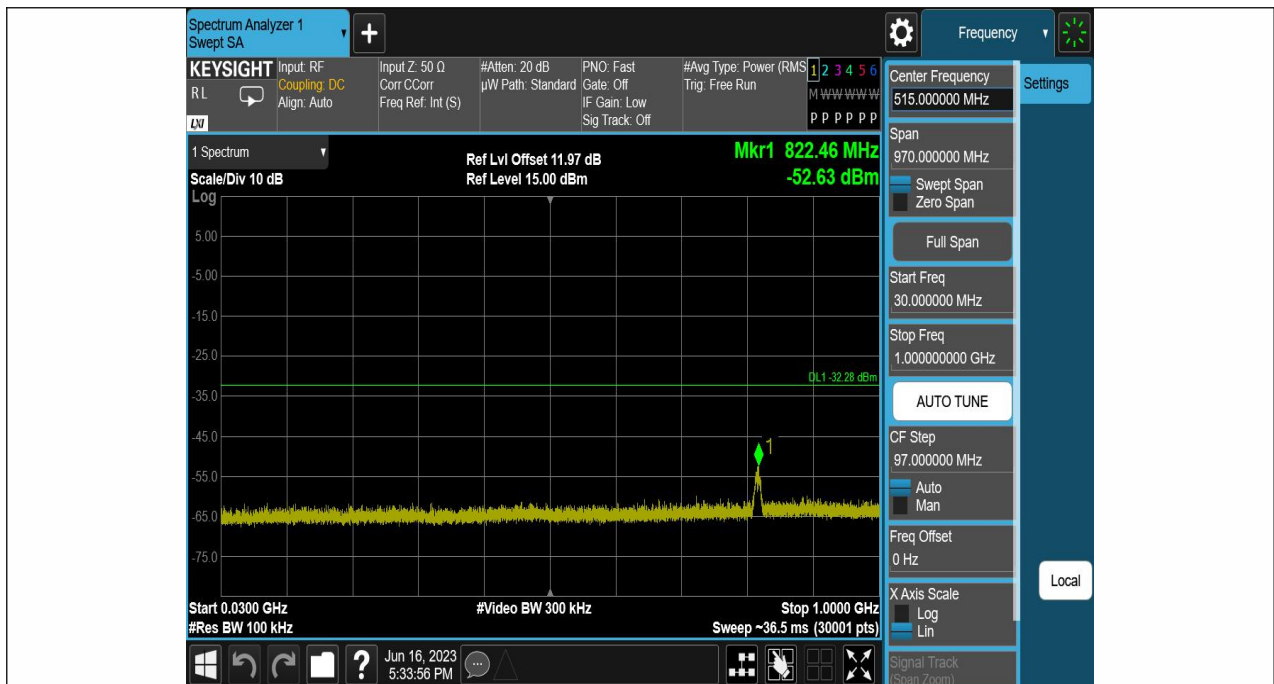 Spectrum Analyzer 1
Swept SA
+
Frequency
KEYSIGHT
RL
LXI
Input: RF
Coupling: DC
Align: Auto
Input Z: 50 Ω
Corr CCorr
Freq Ref: Int (S)
#Atten: 20 dB
µW Path: Standard
PNO: Fast
Gate: Off
IF Gain: Low
Sig Track: Off
#Avg Type: Power (RMS
Trig: Free Run
1 2 3 4 5 6
M W W W W W
P P P P P P
1 Spectrum
Scale/Div 10 dB
Ref Lvl Offset 11.97 dB
Ref Level 15.00 dBm
Mkr1 822.46 MHz
-52.63 dBm
Log
5.00
-5.00
-15.0
-25.0
DL1 -32.28 dBm
-35.0
-45.0
1
-55.0
-65.0
-75.0
Start 0.0300 GHz
#Res BW 100 kHz
#Video BW 300 kHz
Stop 1.0000 GHz
Sweep ~36.5 ms (30001 pts)
Center Frequency
515.000000 MHz
Settings
Span
970.000000 MHz
Swept Span
Zero Span
Full Span
Start Freq
30.000000 MHz
Stop Freq
1.000000000 GHz
AUTO TUNE
CF Step
97.000000 MHz
Auto
Man
Freq Offset
0 Hz
X Axis Scale
Log
Lin
Local
Signal Track
(Span Zoom)
?
Jun 16, 2023
5:33:56 PM